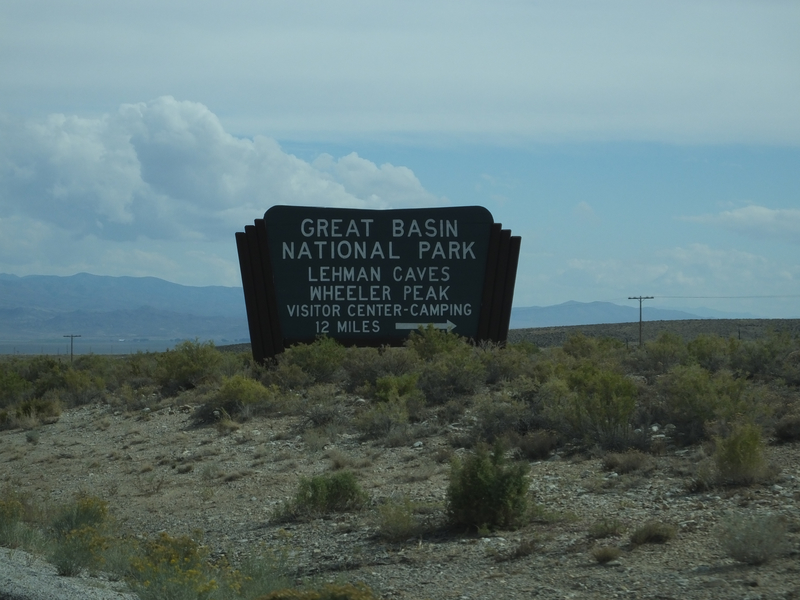 GREAT BASIN
NATIONAL PARK
LEHMAN CAVES
WHEELER PEAK
VISITOR CENTER-CAMPING
12 MILES